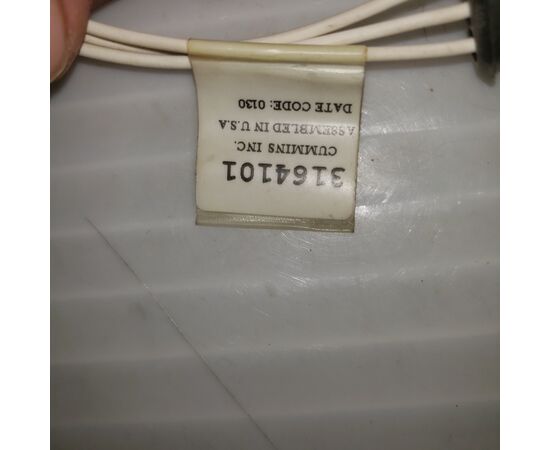 3164101
CUMMINS INC.
ASSEMBLED IN U.S.A
DATE CODE: 0130